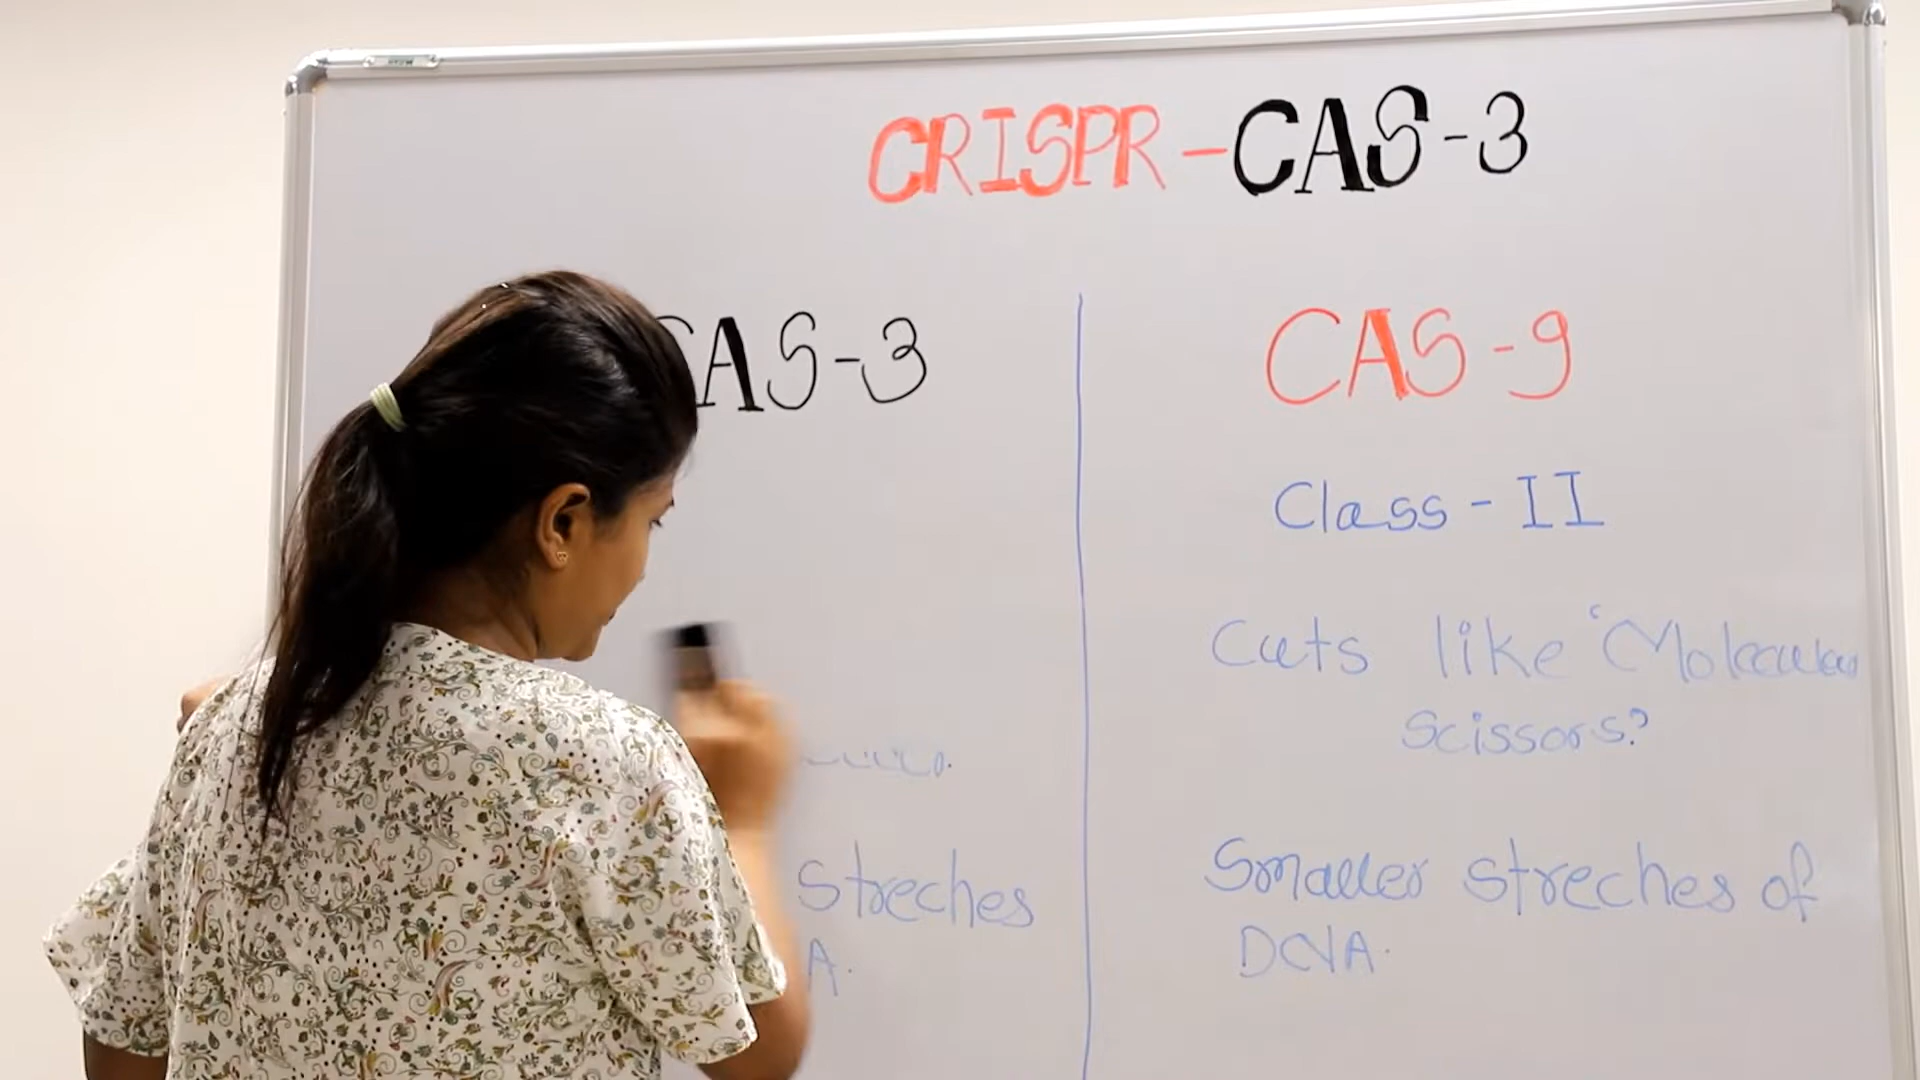 CRISPR-CAS-3
CAS-3
CAS-9
Class-II
Cuts like 'Molecular
Scissors?
Streches
A.
Smaller streches of
DNA.